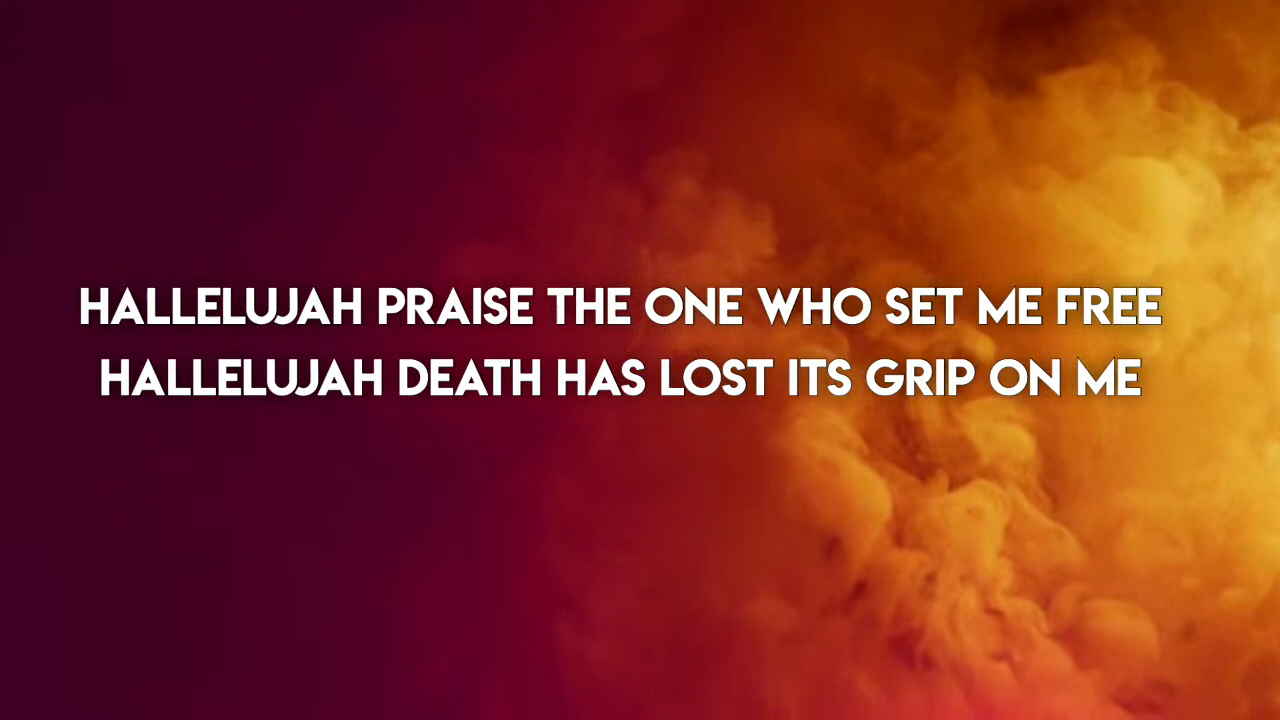 HALLELUJAH PRAISE THE ONE WHO SET ME FREE
HALLELUJAH DEATH HAS LOST ITS GRIP ON ME